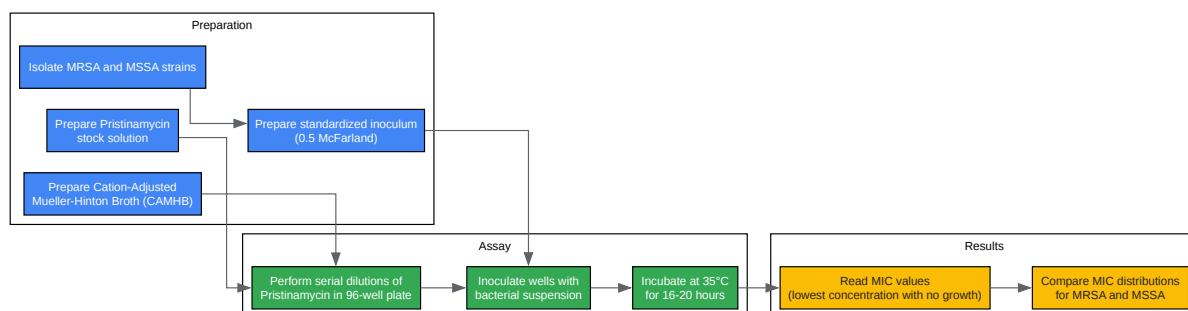 Preparation
Isolate MRSA and MSSA strains
Prepare Pristinamycin
stock solution
Prepare standardized inoculum
(0.5 McFarland)
Prepare Cation-Adjusted
Mueller-Hinton Broth (CAMHB)
Assay
Perform serial dilutions of
Pristinamycin in 96-well plate
Inoculate wells with
bacterial suspension
Incubate at 35°C
for 16-20 hours
Results
Read MIC values
(lowest concentration with no growth)
Compare MIC distributions
for MRSA and MSSA